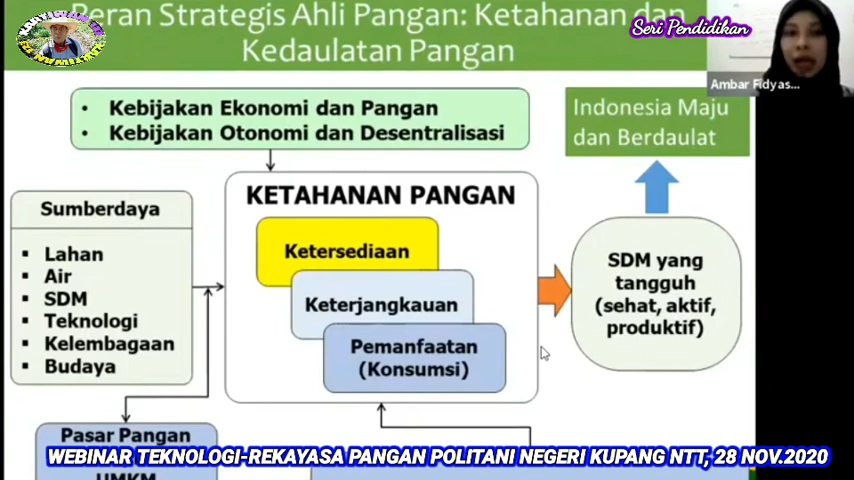 Peran Strategis Ahli Pangan: Ketahanan dan
Kedaulatan Pangan
Seri Pendidikan
Ambar Fidyas...
Kebijakan Ekonomi dan Pangan
Kebijakan Otonomi dan Desentralisasi
Indonesia Maju
dan Berdaulat
Sumberdaya
Lahan
Air
SDM
Teknologi
Kelembagaan
Budaya
KETAHANAN PANGAN
Ketersediaan
Keterjangkauan
Pemanfaatan
(Konsumsi)
SDM yang
tangguh
(sehat, aktif,
produktif)
Pasar Pangan
UMKM
WEBINAR TEKNOLOGI-REKAYASA PANGAN POLITANI NEGERI KUPANG NTT, 28 NOV.2020